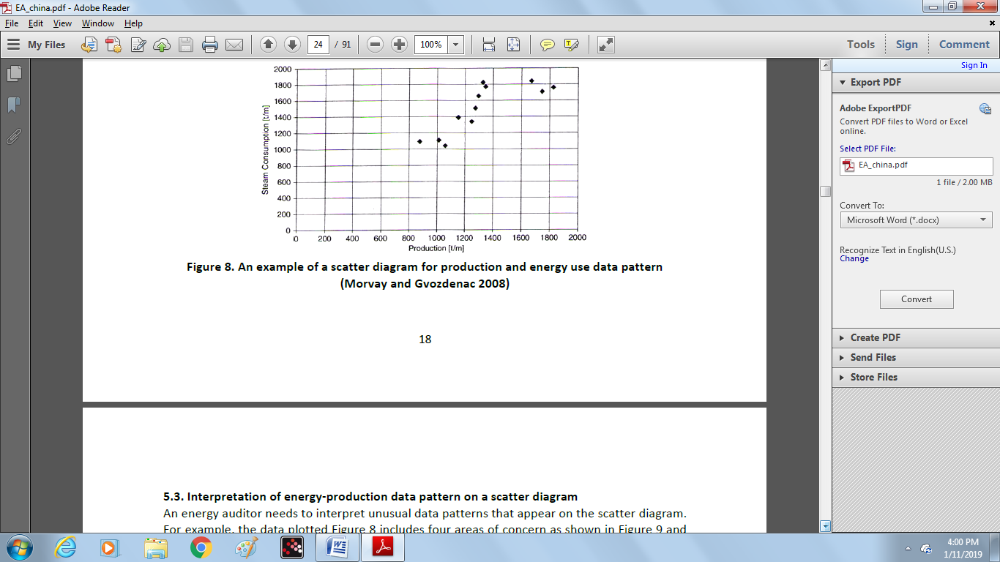 EA_china.pdf - Adobe Reader
File Edit View Window Help
My Files 24 / 91 100% Tools Sign Comment
Sign In
Export PDF
Adobe ExportPDF
Convert PDF files to Word or Excel
online.
Select PDF File:
EA_china.pdf
1 file / 2.00 MB
Convert To:
Microsoft Word (*.docx)
Recognize Text in English(U.S.)
Change
Convert
Create PDF
Send Files
Store Files
Steam Consumption [t/m]
2000
1800
1600
1400
1200
1000
800
600
400
200
0
0 200 400 600 800 1000 1200 1400 1600 1800 2000
Production [t/m]
Figure 8. An example of a scatter diagram for production and energy use data pattern
(Morvay and Gvozdenac 2008)
18
5.3. Interpretation of energy-production data pattern on a scatter diagram
An energy auditor needs to interpret unusual data patterns that appear on the scatter diagram.
For example, the data plotted Figure 8 includes four areas of concern as shown in Figure 9 and
4:00 PM
1/11/2019